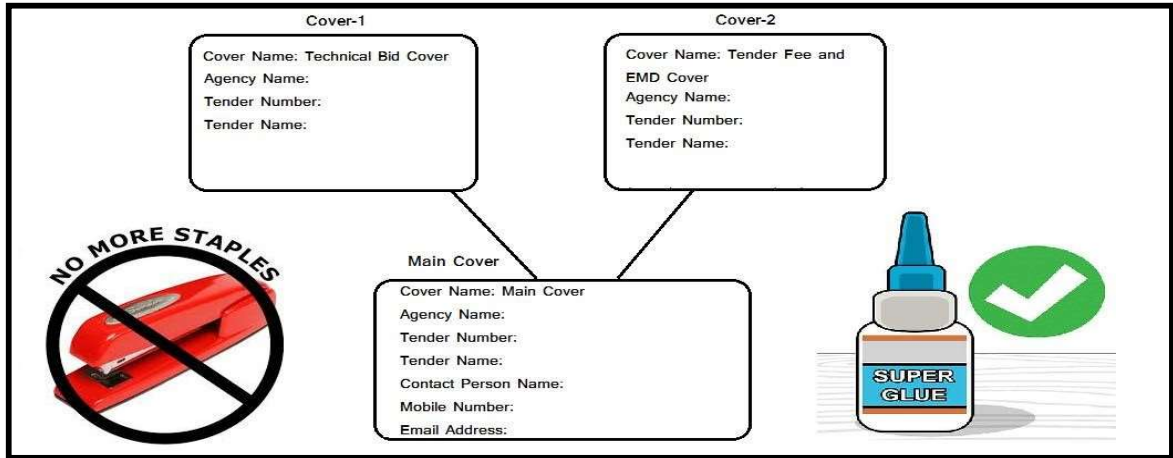 Cover-1
Cover Name: Technical Bid Cover
Agency Name:
Tender Number:
Tender Name:
Cover-2
Cover Name: Tender Fee and
EMD Cover
Agency Name:
Tender Number:
Tender Name:
NO MORE STAPLES
Main Cover
Cover Name: Main Cover
Agency Name:
Tender Number:
Tender Name:
Contact Person Name:
Mobile Number:
Email Address:
SUPER
GLUE